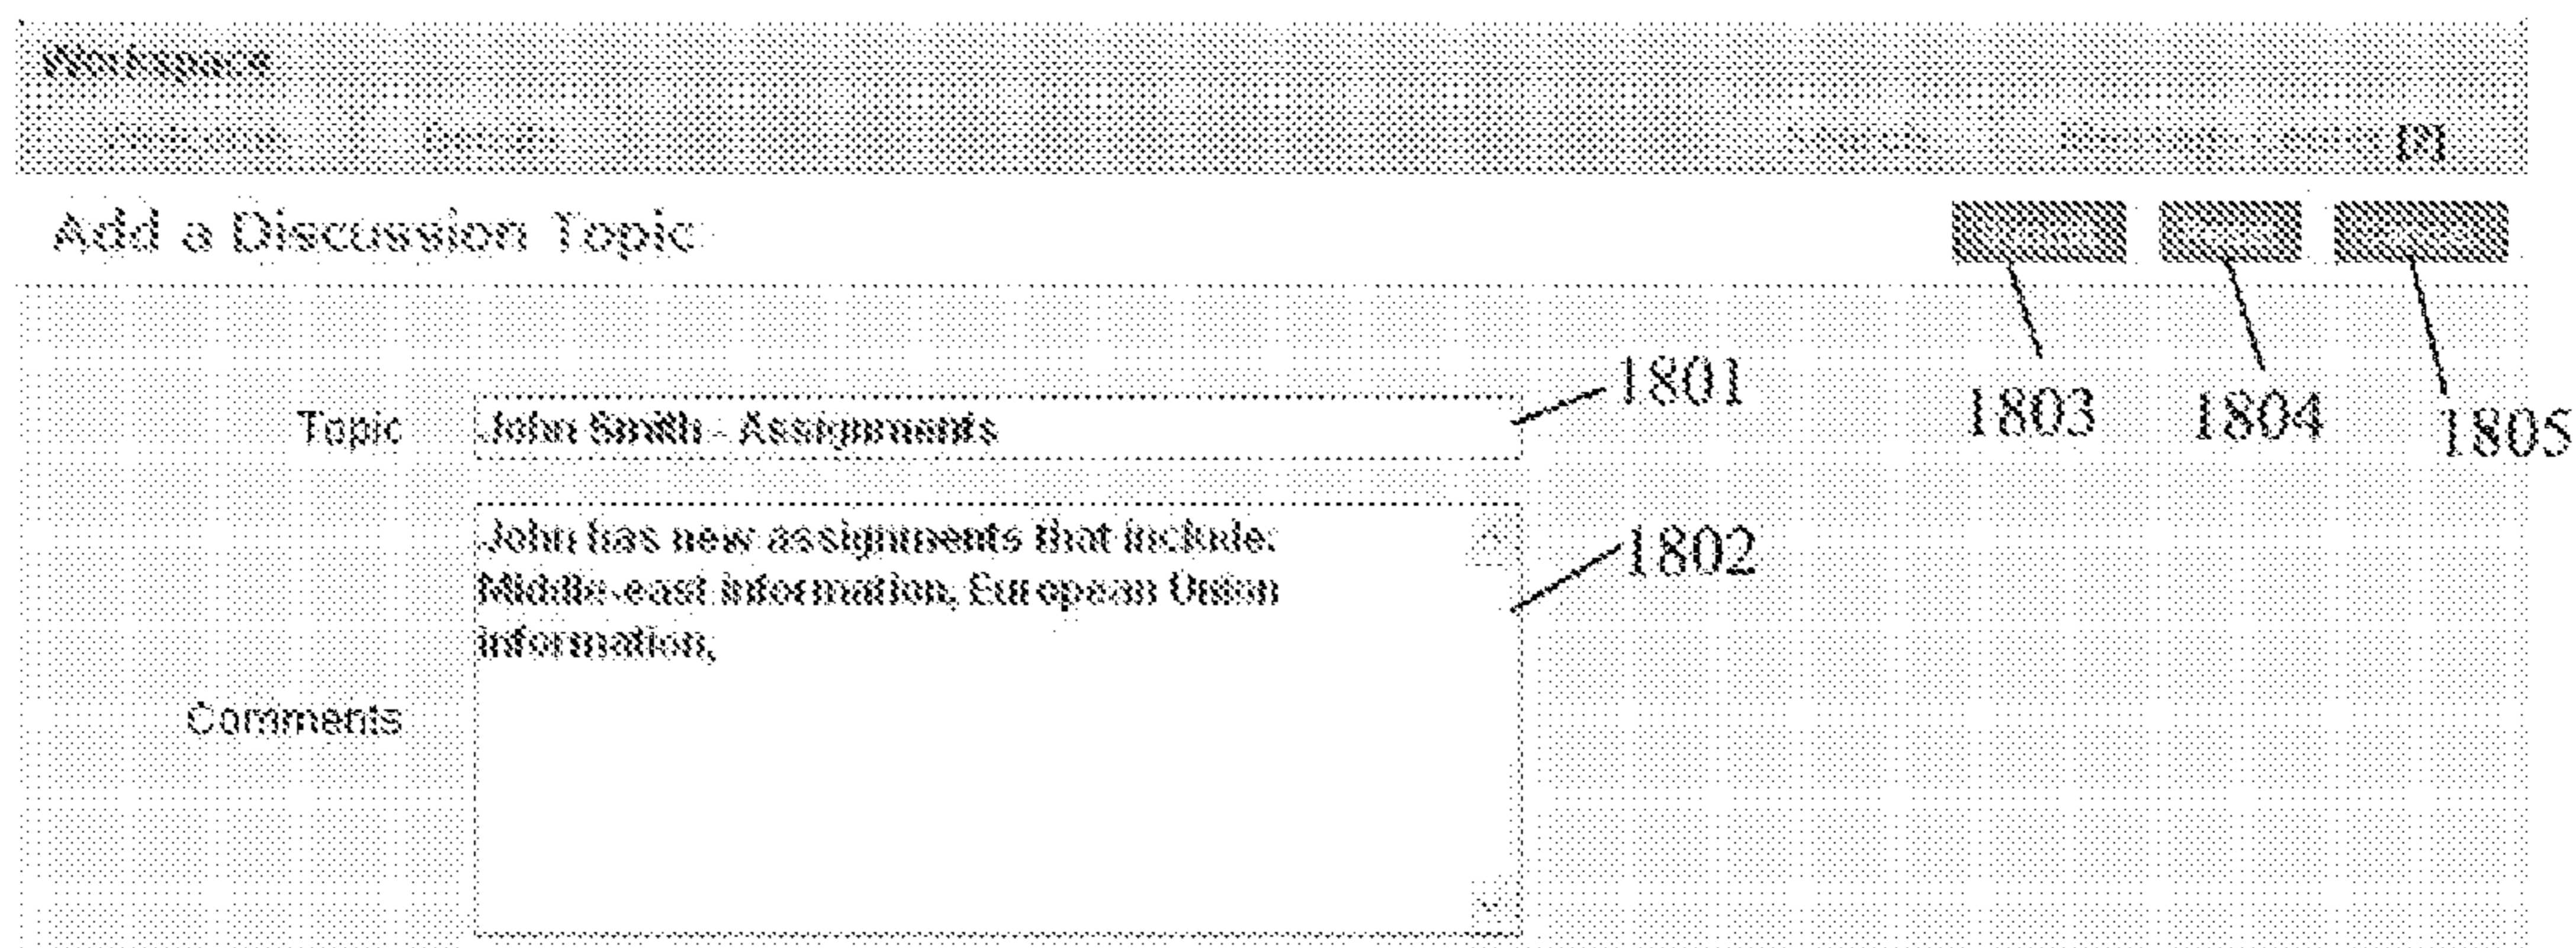 Workspace
[?]
Add a Discussion Topic
1801
1803
1804
1805
Topic
John Smith - Assignments
1802
John has new assignments that include:
Middle-east information, European Union
information,
Comments